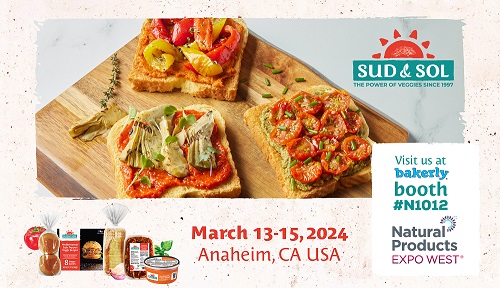 SUD & SOL
THE POWER OF VEGGIES SINCE 1997
Visit us at
bakerly
booth
#N1012
Natural
Products
EXPO WEST®
March 13-15, 2024
Anaheim, CA USA